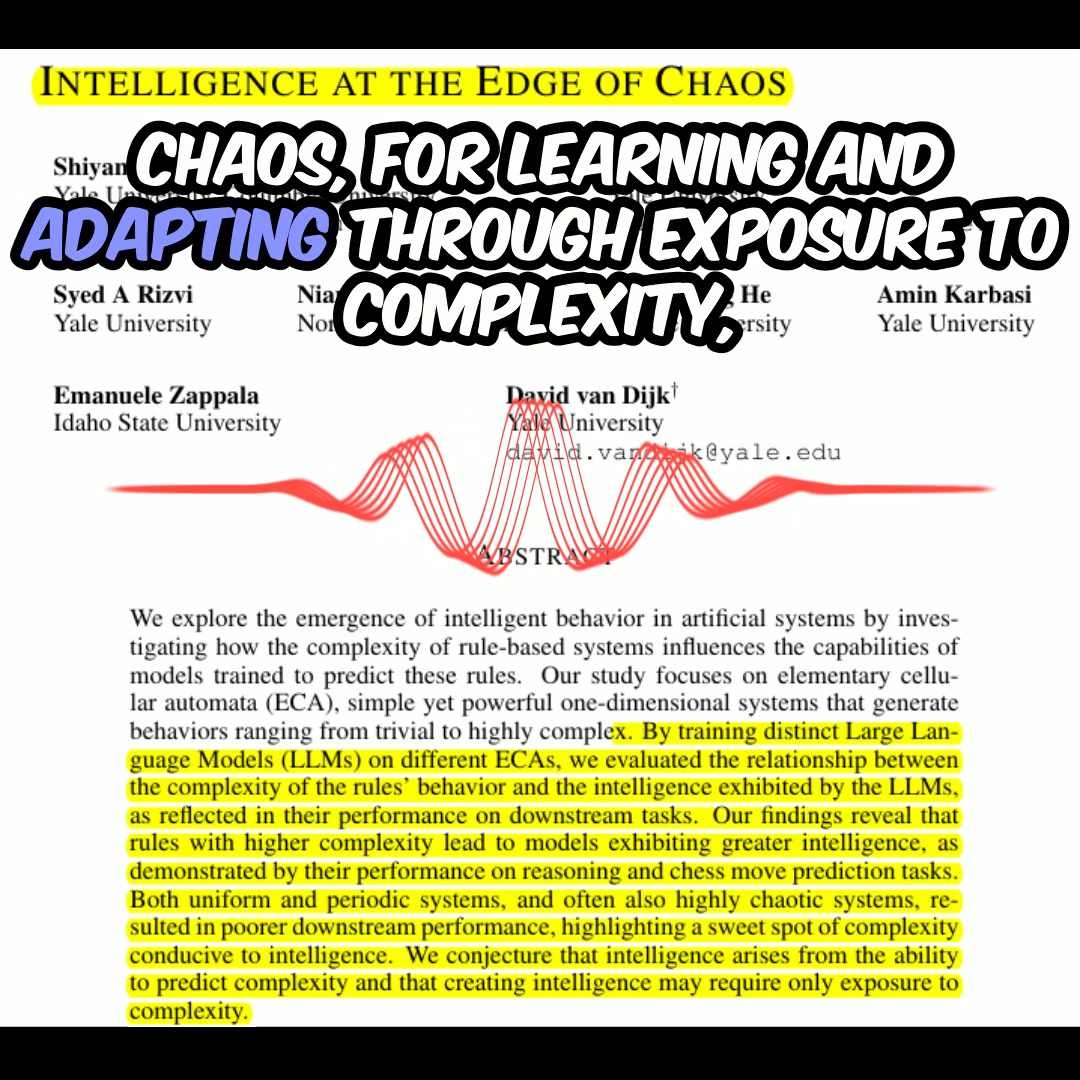 INTELLIGENCE AT THE EDGE OF CHAOS
CHAOS, FOR LEARNING AND
ADAPTING THROUGH EXPOSURE TO
COMPLEXITY,
Shiyan
Syed A Rizvi
He
Amin Karbasi
Yale University
Yale University
Emanuele Zappala
David van Dijk†
Idaho State University
Yale University
david.vandijk@yale.edu
ABSTRACT
We explore the emergence of intelligent behavior in artificial systems by inves-
tigating how the complexity of rule-based systems influences the capabilities of
models trained to predict these rules. Our study focuses on elementary cellu-
lar automata (ECA), simple yet powerful one-dimensional systems that generate
behaviors ranging from trivial to highly complex. By training distinct Large Lan-
guage Models (LLMs) on different ECAs, we evaluated the relationship between
the complexity of the rules' behavior and the intelligence exhibited by the LLMs,
as reflected in their performance on downstream tasks. Our findings reveal that
rules with higher complexity lead to models exhibiting greater intelligence, as
demonstrated by their performance on reasoning and chess move prediction tasks.
Both uniform and periodic systems, and often also highly chaotic systems, re-
sulted in poorer downstream performance, highlighting a sweet spot of complexity
conducive to intelligence. We conjecture that intelligence arises from the ability
to predict complexity and that creating intelligence may require only exposure to
complexity.